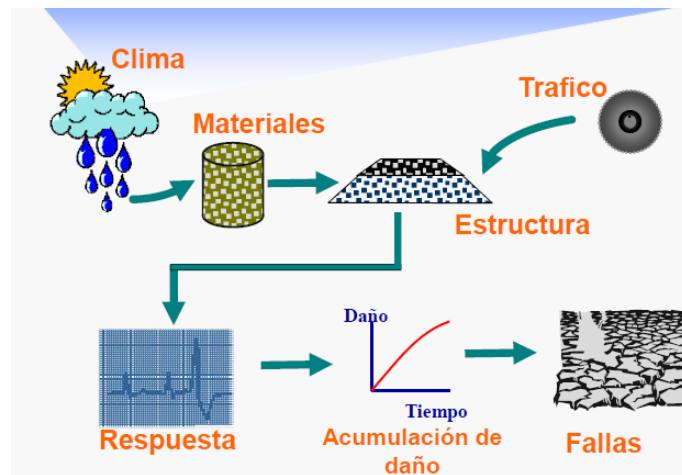 Clima
Trafico
Materiales
Estructura
Daño
Tiempo
Respuesta
Acumulación de
daño
Fallas